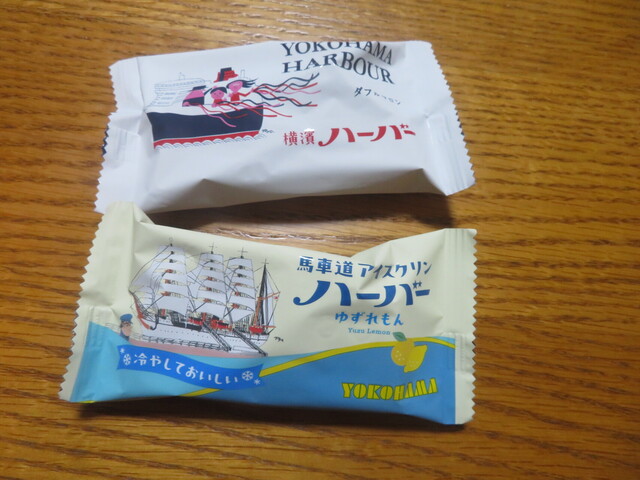 YOKOHAMA
HARBOUR
ダブルマロン
横濱ハーバー
馬車道アイスクリン
ハーバー
ゆずれもん
Yuzu Lemon
冷やしておいしい
YOKOHAMA